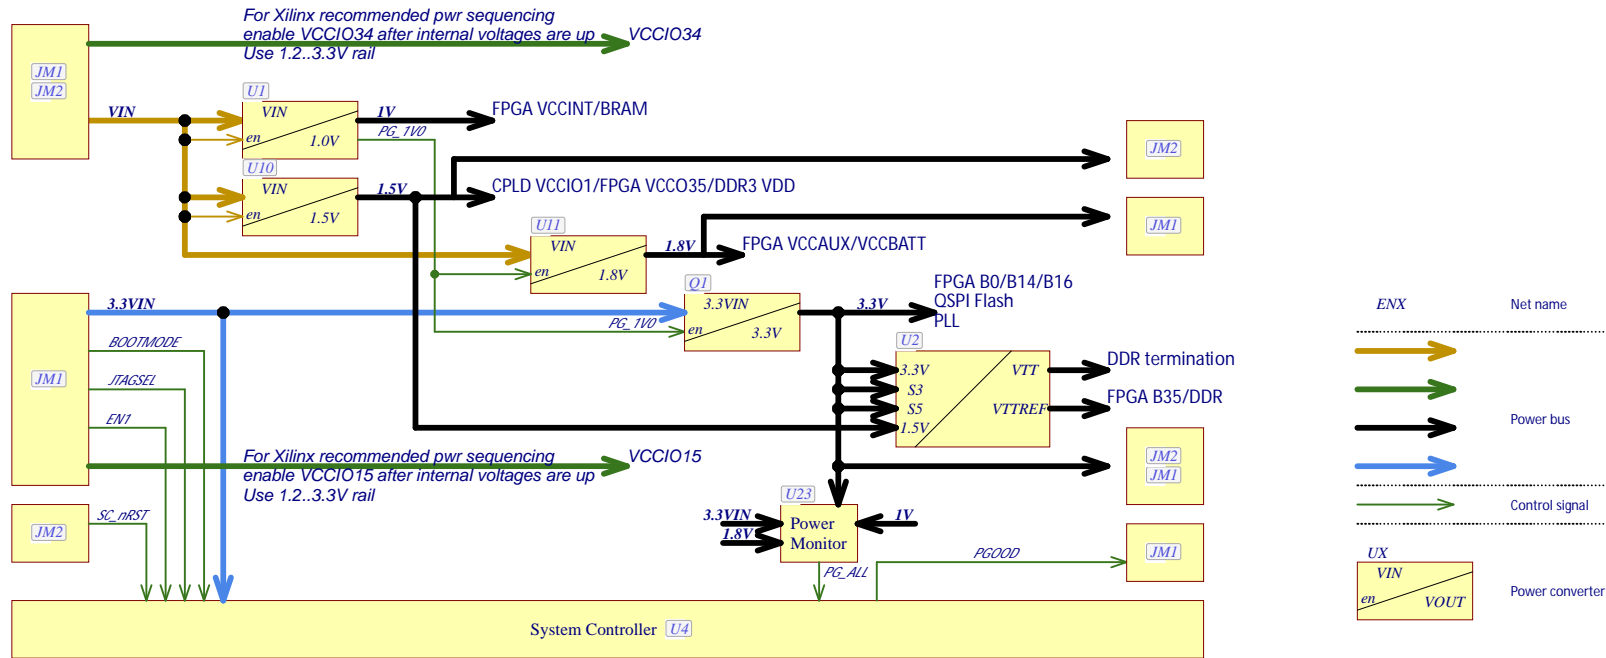 For Xilinx recommended pwr sequencing
enable VCCIO34 after internal voltages are up
Use 1.2..3.3V rail
VCCIO34
JM1
JM2
VIN
U1
VIN
en
1.0V
1V
PG_1V0
FPGA VCCINT/BRAM
U10
VIN
en
1.5V
1.5V
CPLD VCCIO1/FPGA VCCO35/DDR3 VDD
JM2
JM1
U11
VIN
en
1.8V
1.8V
FPGA VCCAUX/VCCBATT
Q1
3.3VIN
en
3.3V
PG_1V0
3.3V
FPGA B0/B14/B16
QSPI Flash
PLL
3.3VIN
BOOTMODE
JM1
JTAGSEL
EN1
U2
3.3V
S3
S5
1.5V
VTT
VTTREF
DDR termination
FPGA B35/DDR
For Xilinx recommended pwr sequencing
enable VCCIO15 after internal voltages are up
Use 1.2..3.3V rail
VCCIO15
JM2
JM1
JM2
SC_nRST
U23
3.3VIN
1.8V
Power
Monitor
1V
PG_ALL
PGOOD
JM1
System Controller U4
ENX
Net name
Power bus
Control signal
UX
VIN
en
VOUT
Power converter